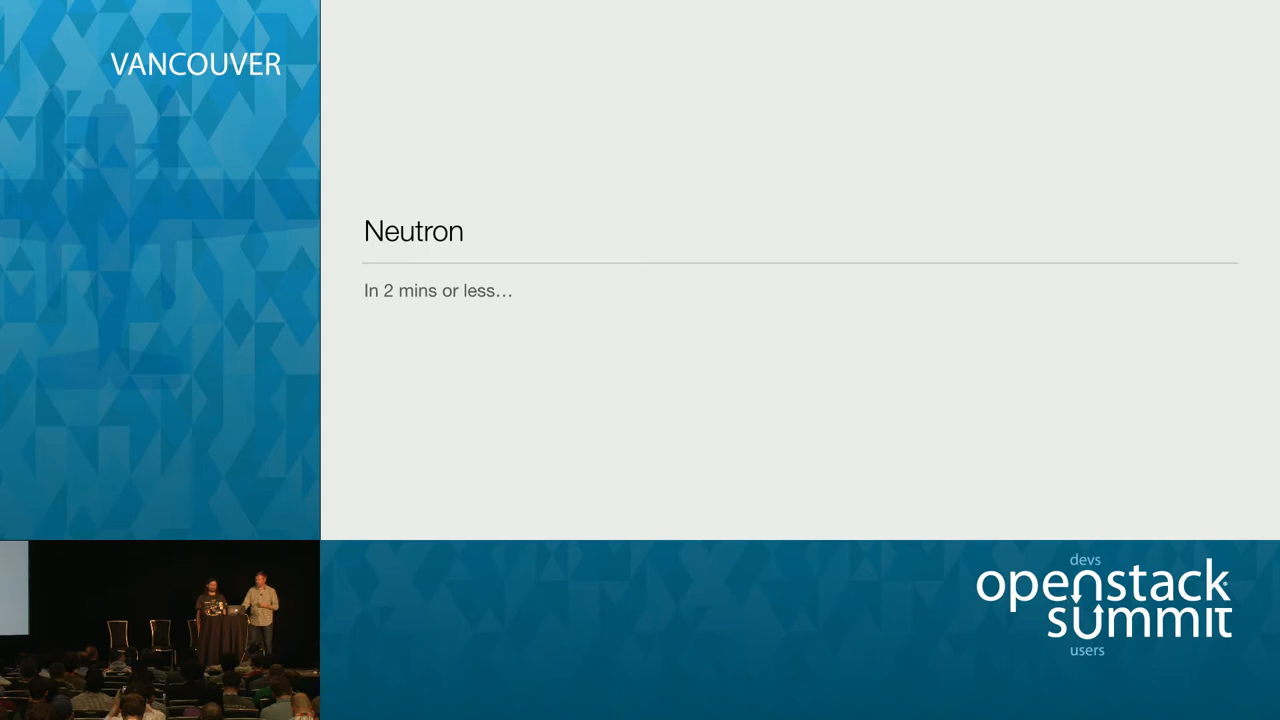 VANCOUVER
Neutron
In 2 mins or less…
devs
openstack
summit
users